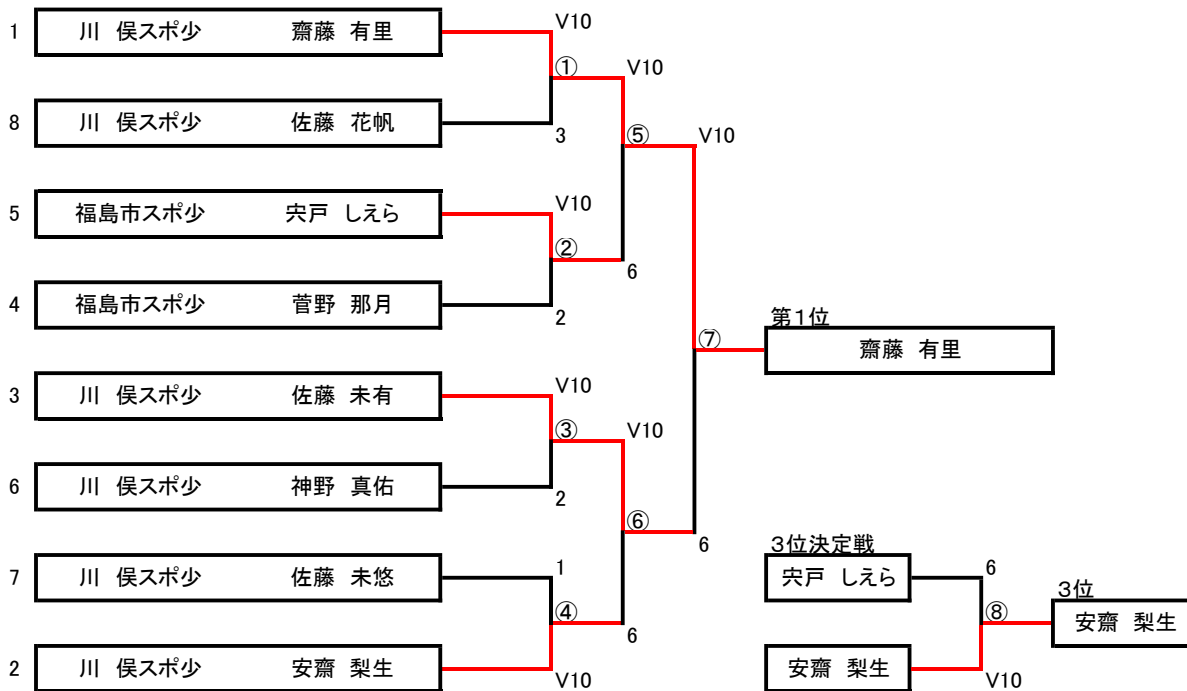 V10
1 川 俣スポ少 齋藤 有里
① V10
8 川 俣スポ少 佐藤 花帆
3 ⑤ V10
V10
5 福島市スポ少 宍戸 しえら
②
6
4 福島市スポ少 菅野 那月
2
第1位
⑦ 齋藤 有里
V10
3 川 俣スポ少 佐藤 未有
③ V10
6 川 俣スポ少 神野 真佑
2
⑥
6 3位決定戦
1 6
7 川 俣スポ少 佐藤 未悠 宍戸 しえら
3位
④ ⑧
6 安齋 梨生
2 川 俣スポ少 安齋 梨生 安齋 梨生
V10 V10